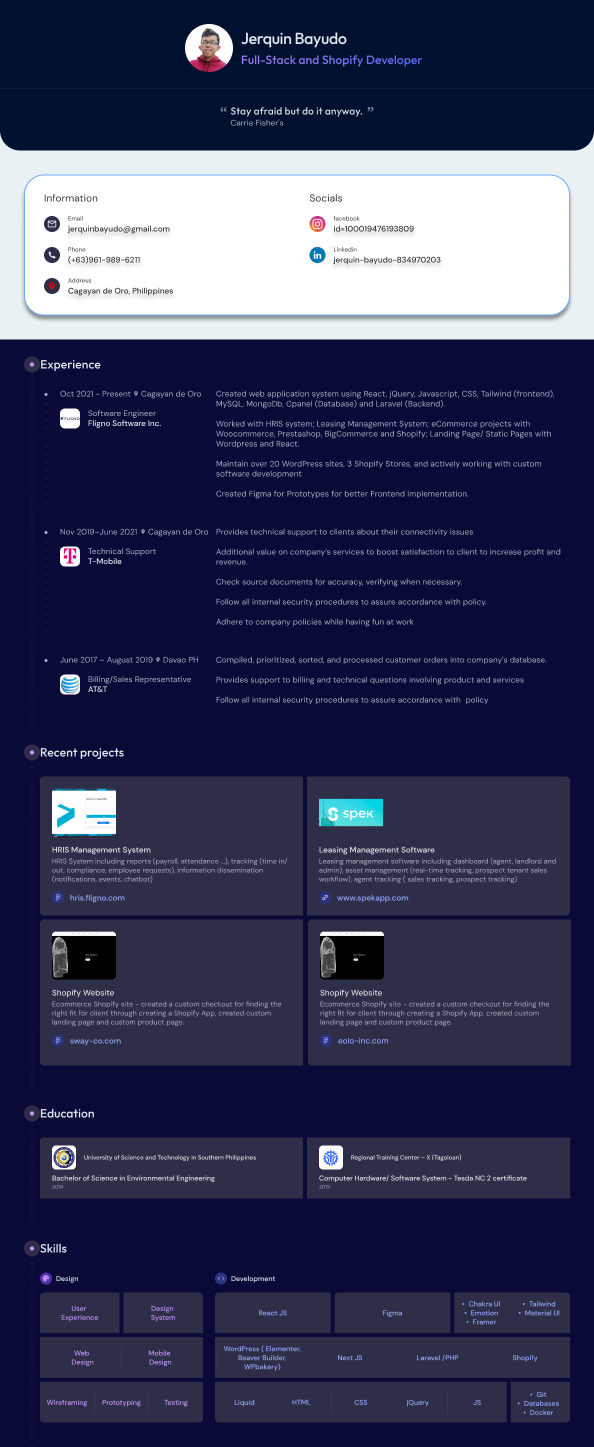 Jerquin Bayudo
Full-Stack and Shopify Developer
“ Stay afraid but do it anyway. ”
Carrie Fisher's
Information
Email
jerquinbayudo@gmail.com
Phone
(+63)961-989-6211
Address
Cagayan de Oro, Philippines
Socials
facebook
id=100019476193809
Linkedin
jerquin-bayudo-834970203
Experience
Oct 2021 - Present Cagayan de Oro
FLIGNO
Software Engineer
Fligno Software Inc.
Created web application system using React, jQuery, Javascript, CSS, Tailwind (frontend),
MySQL, MongoDb, Cpanel (Database) and Laravel (Backend).
Worked with HRIS system; Leasing Management System; eCommerce projects with
Woocommerce, Prestashop, BigCommerce and Shopify; Landing Page/ Static Pages with
Wordpress and React.
Maintain over 20 WordPress sites, 3 Shopify Stores, and actively working with custom
software development
Created Figma for Prototypes for better Frontend implementation.
Nov 2019–June 2021 Cagayan de Oro
Technical Support
T-Mobile
Provides technical support to clients about their connectivity issues
Additional value on company's services to boost satisfaction to client to increase profit and
revenue.
Check source documents for accuracy, verifying when necessary.
Follow all internal security procedures to assure accordance with policy.
Adhere to company policies while having fun at work
June 2017 – August 2019 Davao PH
Billing/Sales Representative
AT&T
Compiled, prioritized, sorted, and processed customer orders into company's database.
Provides support to billing and technical questions involving product and services
Follow all internal security procedures to assure accordance with policy
Recent projects
HRIS Management System
HRIS System including reports (payroll, attendance ...), tracking (time in/
out, compliance, employee requests), information dissemination
(notifications, events, chatbot)
hris.fligno.com
spek
Leasing Management Software
Leasing management software including dashboard (agent, landlord and
admin), asset management (real-time tracking, prospect tenant sales
workflow), agent tracking ( sales tracking, prospect tracking)
www.spekapp.com
Shopify Website
Ecommerce Shopify site - created a custom checkout for finding the
right fit for client through creating a Shopify App, created custom
landing page and custom product page.
sway-co.com
Shopify Website
Ecommerce Shopify site - created a custom checkout for finding the
right fit for client through creating a Shopify App, created custom
landing page and custom product page.
eolo-inc.com
Education
University of Science and Technology in Southern Philippines
Bachelor of Science in Environmental Engineering
2014
Regional Training Center – X (Tagoloan)
Computer Hardware/ Software System - Tesda NC 2 certificate
2015
Skills
Design
User
Experience
Design
System
Web
Design
Mobile
Design
Wireframing
Prototyping
Testing
Development
React JS
Figma
• Chakra UI
• Emotion
• Framer
• Tailwind
• Material UI
WordPress ( Elementer,
Beaver Builder,
WPbakery)
Next JS
Laravel /PHP
Shopify
Liquid
HTML
CSS
jQuery
JS
• Git
• Databases
• Docker